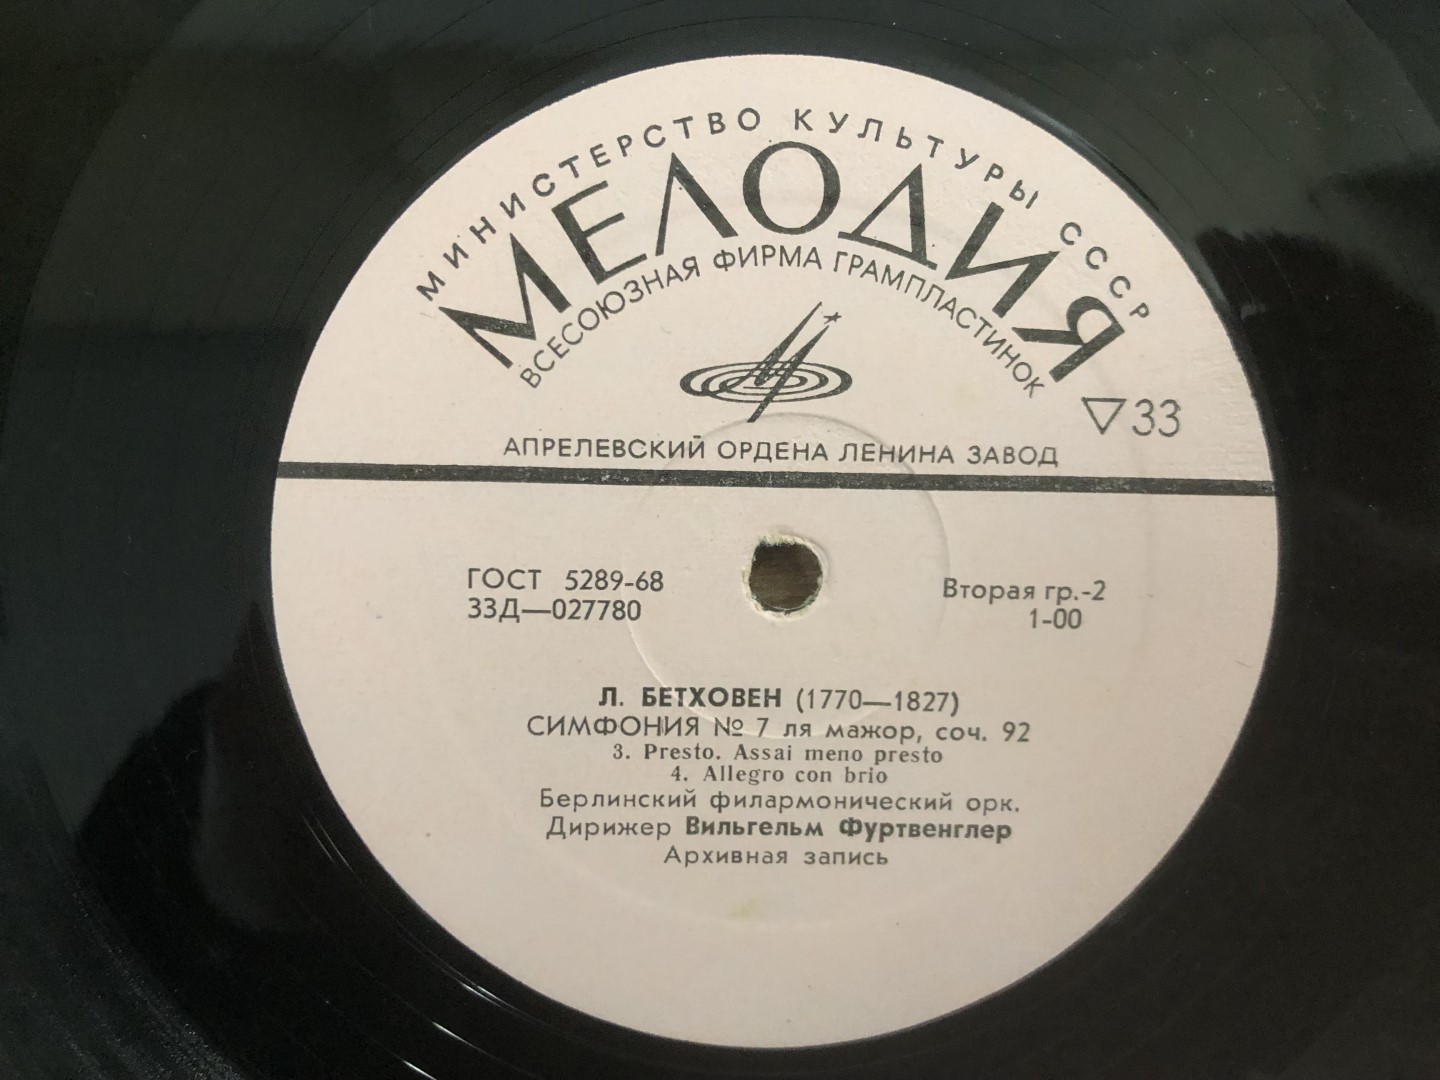 МИНИСТЕРСТВО КУЛЬТУРЫ СССР
МЕЛОДИЯ
ВСЕСОЮЗНАЯ ФИРМА ГРАМПЛАСТИНОК
▽33
АПРЕЛЕВСКИЙ ОРДЕНА ЛЕНИНА ЗАВОД
ГОСТ 5289-68
33Д—027780
Вторая гр.-2
1-00
Л. БЕТХОВЕН (1770—1827)
СИМФОНИЯ № 7 ля мажор, соч. 92
3. Presto. Assai meno presto
4. Allegro con brio
Берлинский филармонический орк.
Дирижер Вильгельм Фуртвенглер
Архивная запись